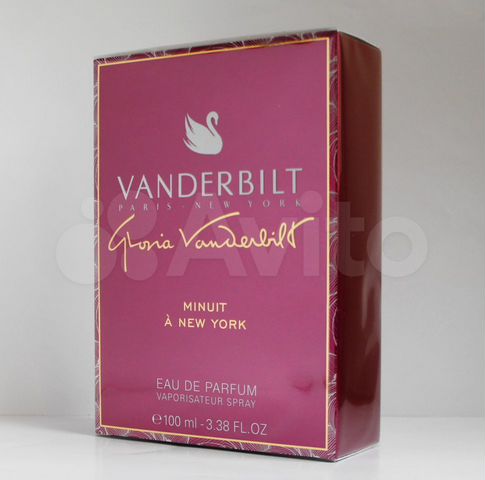 VANDERBILT
PARIS - NEW YORK
Gloria Vanderbilt
Avito
MINUIT
À NEW YORK
EAU DE PARFUM
VAPORISATEUR SPRAY
℮100 ml - 3.38 FL.OZ